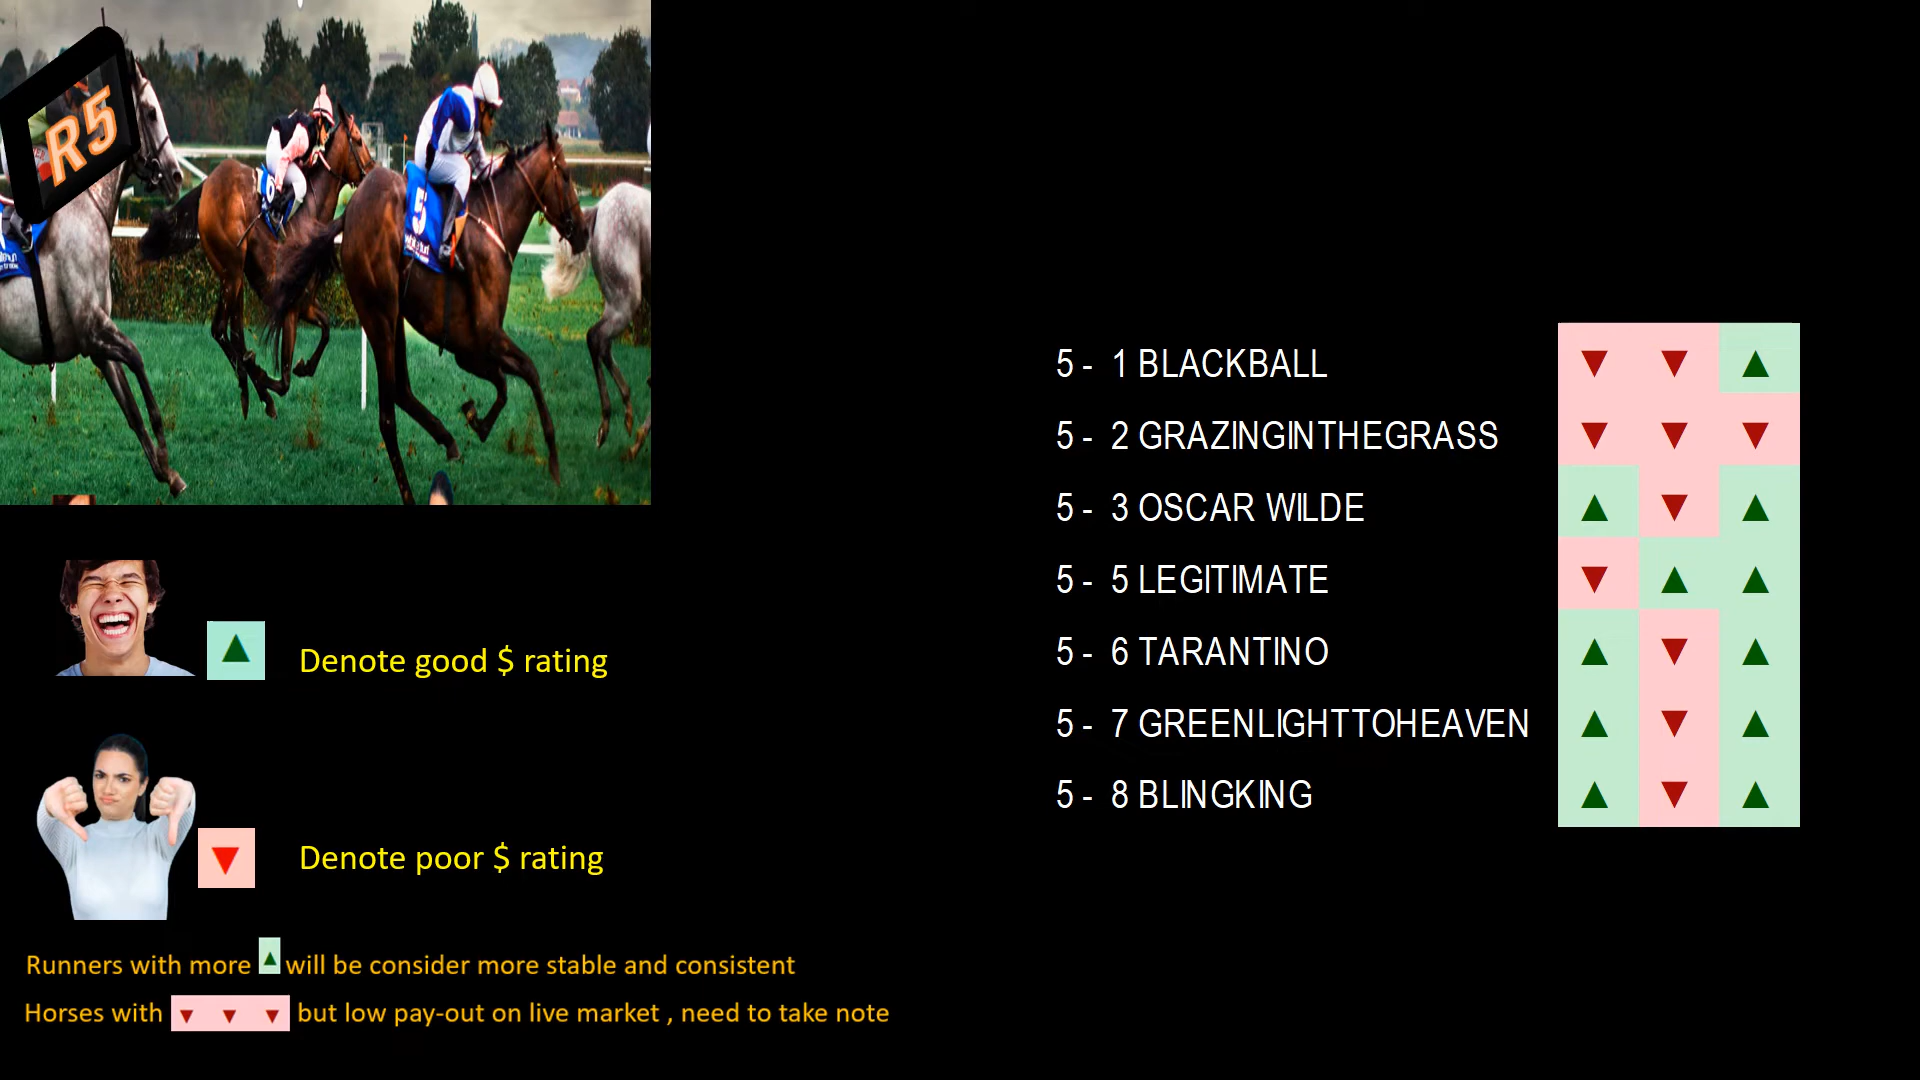 R5
6
5
5 - 1 BLACKBALL ▼ ▼ ▲
5 - 2 GRAZINGINTHEGRASS ▼ ▼ ▼
5 - 3 OSCAR WILDE ▲ ▼ ▲
5 - 5 LEGITIMATE ▼ ▲ ▲
5 - 6 TARANTINO ▲ ▼ ▲
5 - 7 GREENLIGHTTOHEAVEN ▲ ▼ ▲
5 - 8 BLINGKING ▲ ▼ ▲
▲ Denote good $ rating
▼ Denote poor $ rating
Runners with more ▲ will be consider more stable and consistent
Horses with ▼ ▼ ▼ but low pay-out on live market , need to take note